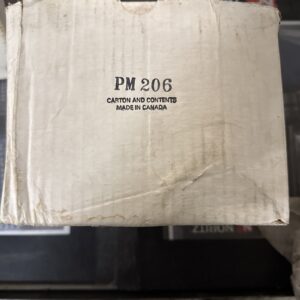 PM 206
CARTON AND CONTENTS
MADE IN CANADA